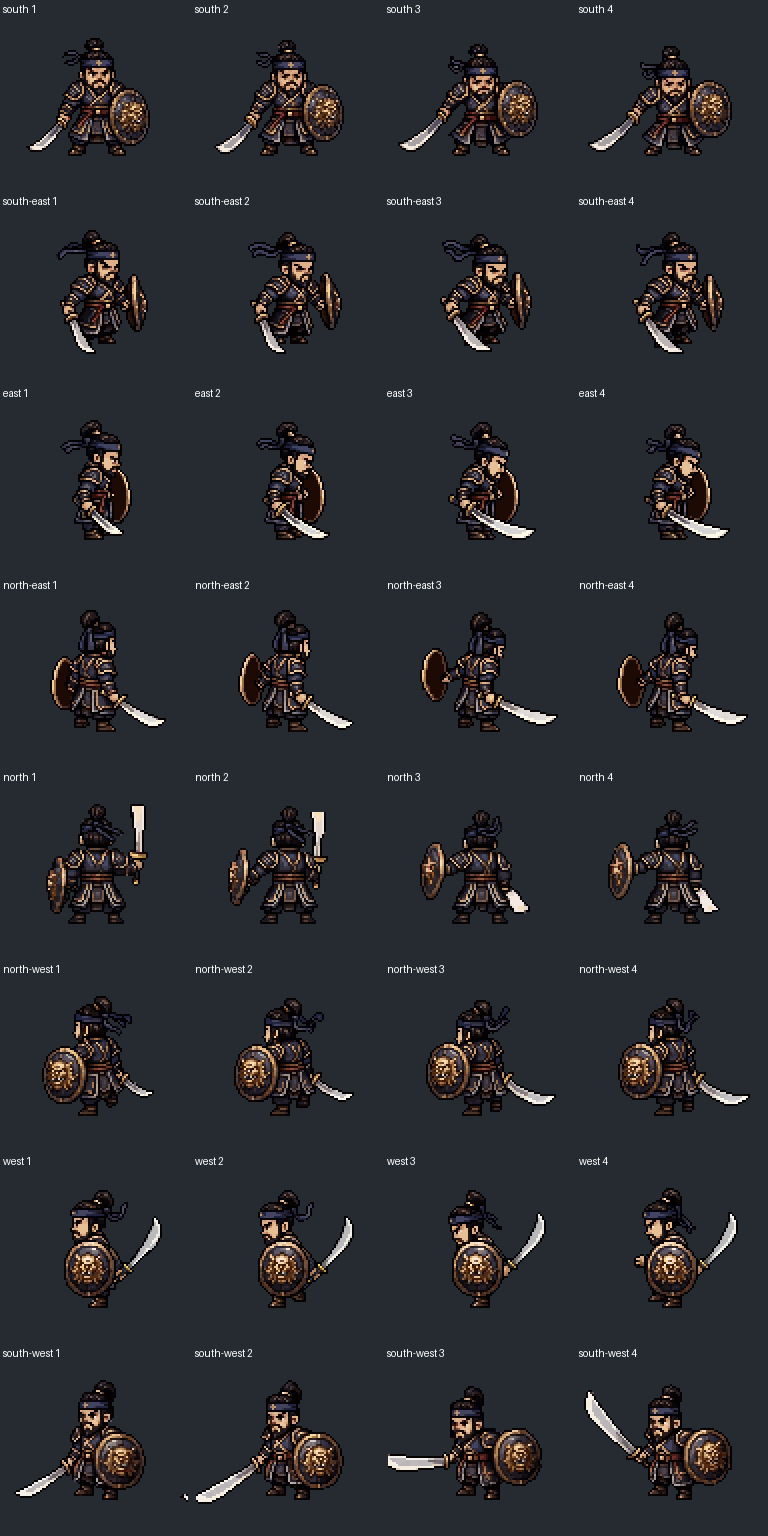 south 1
south 2
south 3
south 4
south-east 1
south-east 2
south-east 3
south-east 4
east 1
east 2
east 3
east 4
north-east 1
north-east 2
north-east 3
north-east 4
north 1
north 2
north 3
north 4
north-west 1
north-west 2
north-west 3
north-west 4
west 1
west 2
west 3
west 4
south-west 1
south-west 2
south-west 3
south-west 4